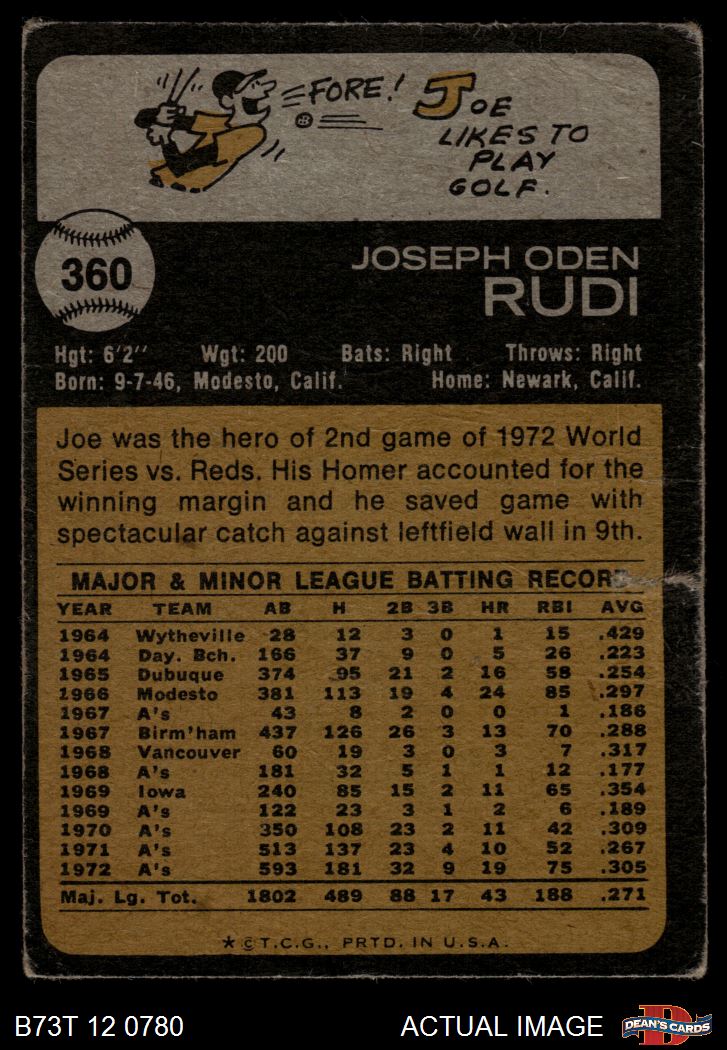 FORE!
JOE
LIKES TO
PLAY
GOLF.
360
JOSEPH ODEN
RUDI
Hgt: 6'2" Wgt: 200 Bats: Right Throws: Right
Born: 9-7-46, Modesto, Calif. Home: Newark, Calif.
Joe was the hero of 2nd game of 1972 World
Series vs. Reds. His Homer accounted for the
winning margin and he saved game with
spectacular catch against leftfield wall in 9th.
MAJOR & MINOR LEAGUE BATTING RECORD
YEAR TEAM AB H 2B 3B HR RBI AVG
1964 Wytheville 28 12 3 0 1 15 .429
1964 Day. Bch. 166 37 9 0 5 26 .223
1965 Dubuque 374 95 21 2 16 58 .254
1966 Modesto 381 113 19 4 24 85 .297
1967 A's 43 8 2 0 0 1 .186
1967 Birm'ham 437 126 26 3 13 70 .288
1968 Vancouver 60 19 3 0 3 7 .317
1968 A's 181 32 5 1 1 12 .177
1969 Iowa 240 85 15 2 11 65 .354
1969 A's 122 23 3 1 2 6 .189
1970 A's 350 108 23 2 11 42 .309
1971 A's 513 137 23 4 10 52 .267
1972 A's 593 181 32 9 19 75 .305
Maj. Lg. Tot. 1802 489 88 17 43 188 .271
★ © T.C.G., PRTD. IN U.S.A.
B73T 12 0780 ACTUAL IMAGE
D
DEAN'S CARDS